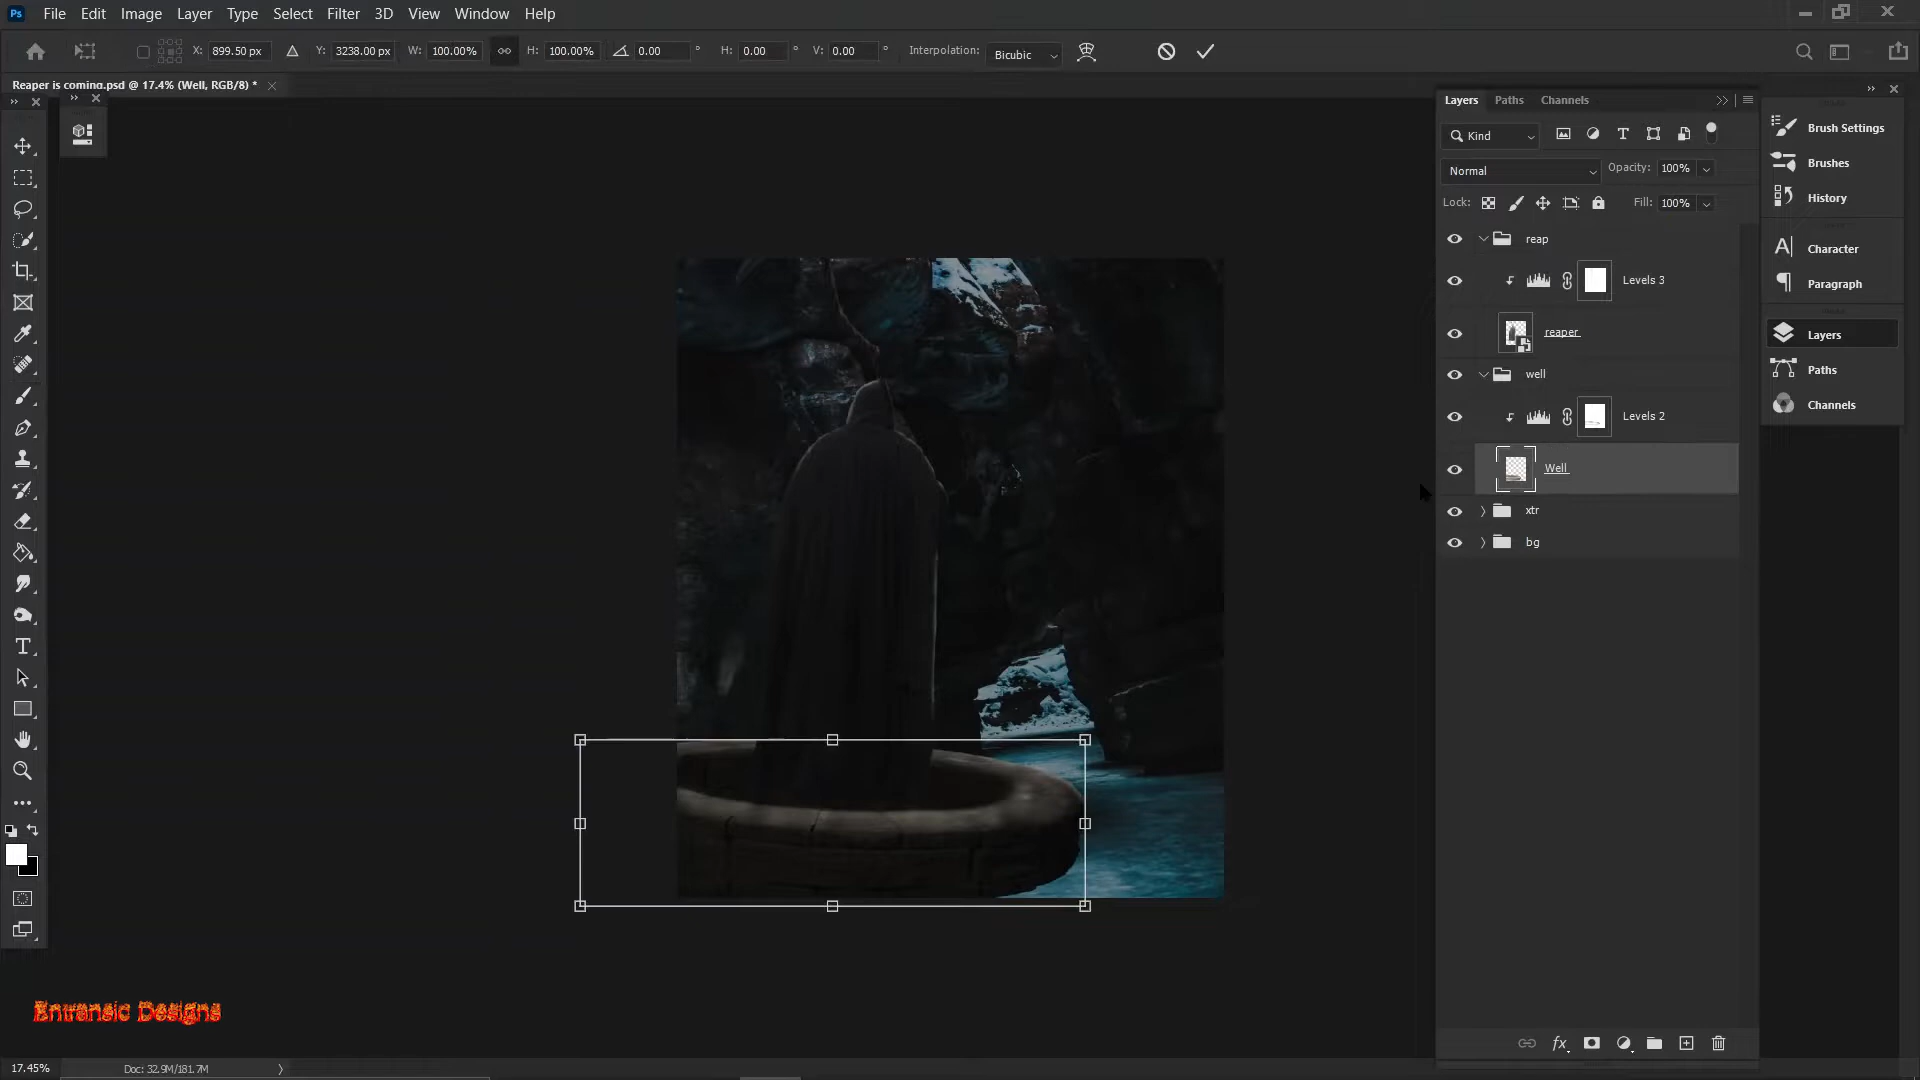 Ps File Edit Image Layer Type Select Filter 3D View Window Help
X: 899.50 px Y: 3238.00 px W: 100.00% H: 100.00% 0.00 ° H: 0.00 ° V: 0.00 ° Interpolation: Bicubic
Reaper is coming.psd @ 17.4% (Well, RGB/8) *
Layers Paths Channels
Kind
Normal Opacity: 100%
Lock: Fill: 100%
reap
Levels 3
reaper
well
Levels 2
Well
xtr
bg
Brush Settings
Brushes
History
Character
Paragraph
Layers
Paths
Channels
Entransic Designs
17.45% Doc: 32.9M/181.7M